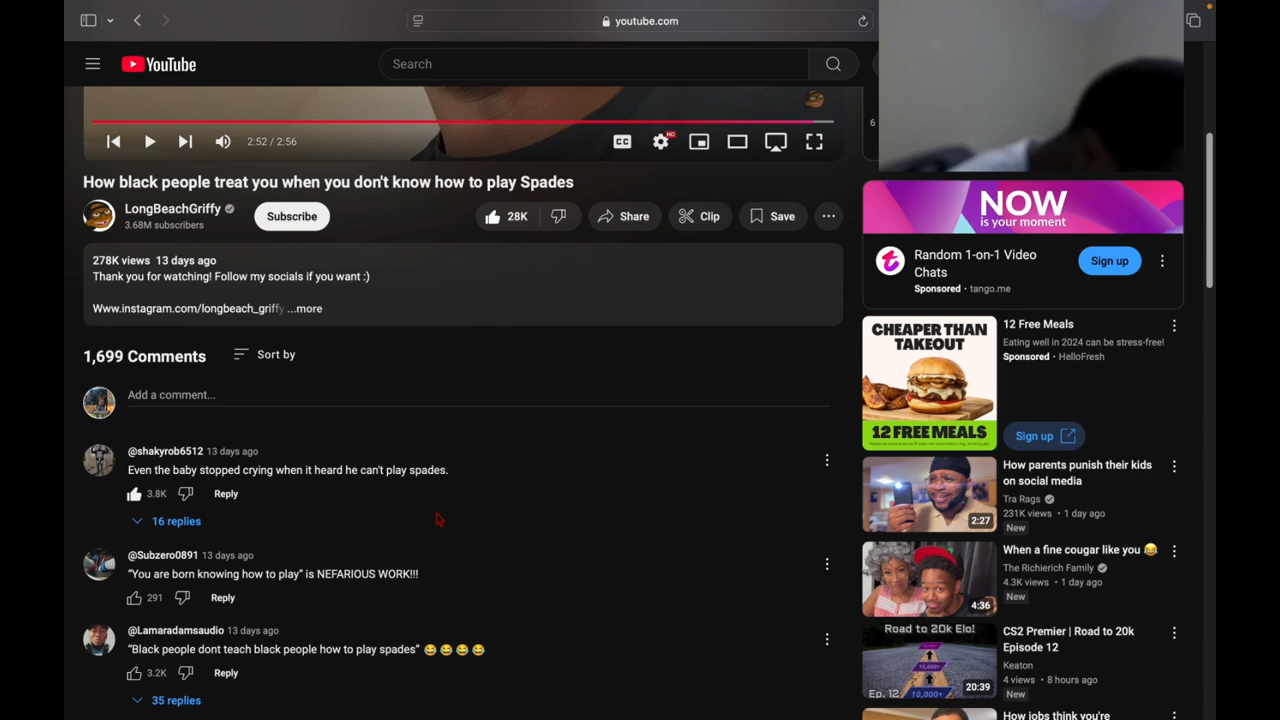 youtube.com
YouTube
Search
2:52 / 2:56
CC
HD
6
How black people treat you when you don't know how to play Spades
LongBeachGriffy
3.68M subscribers
Subscribe
28K
Share
Clip
Save
278K views 13 days ago
Thank you for watching! Follow my socials if you want :)
Www.instagram.com/longbeach_griffy ...more
1,699 Comments
Sort by
Add a comment...
@shakyrob6512 13 days ago
Even the baby stopped crying when it heard he can't play spades.
3.8K
Reply
16 replies
@Subzero0891 13 days ago
“You are born knowing how to play” is NEFARIOUS WORK!!!
291
Reply
@Lamaradamsaudio 13 days ago
“Black people dont teach black people how to play spades” 😂😂😂😂
3.2K
Reply
35 replies
NOW
is your moment
Random 1-on-1 Video
Chats
Sponsored · tango.me
Sign up
CHEAPER THAN
TAKEOUT
12 FREE MEALS
12 Free Meals
Eating well in 2024 can be stress-free!
Sponsored · HelloFresh
Sign up
2:27
How parents punish their kids
on social media
Tra Rags
231K views · 1 day ago
New
4:36
When a fine cougar like you 😂
The Richierich Family
4.3K views · 1 day ago
New
Road to 20k Elo!
15,000+
10,000+
Ep. 12
20:39
CS2 Premier | Road to 20k
Episode 12
Keaton
4 views · 8 hours ago
New
How jobs think you're